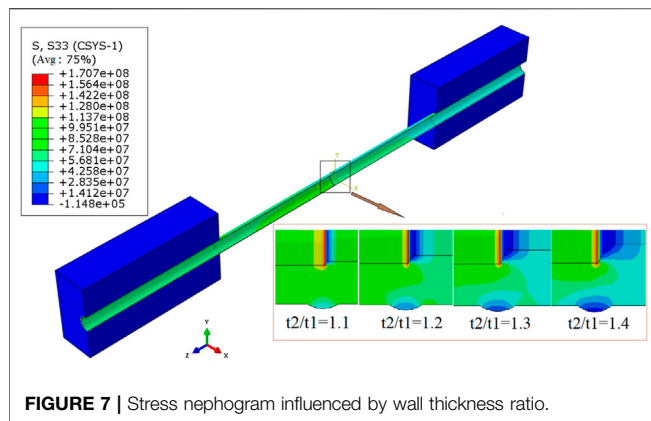 S, S33 (CSYS-1)
(Avg: 75%)
+1.707e+08
+1.564e+08
+1.422e+08
+1.280e+08
+1.137e+08
+9.951e+07
+8.528e+07
+7.104e+07
+5.681e+07
+4.258e+07
+2.835e+07
+1.412e+07
-1.148e+05
Y
Z
Y
Z X
t2/t1=1.1 t2/t1=1.2 t2/t1=1.3 t2/t1=1.4
FIGURE 7 | Stress nephogram influenced by wall thickness ratio.